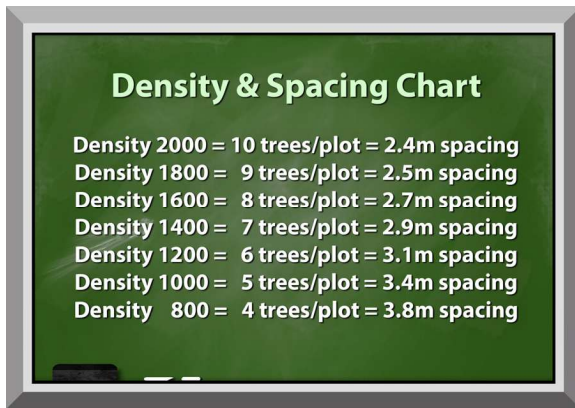 Density & Spacing Chart
Density 2000 = 10 trees/plot = 2.4m spacing
Density 1800 = 9 trees/plot = 2.5m spacing
Density 1600 = 8 trees/plot = 2.7m spacing
Density 1400 = 7 trees/plot = 2.9m spacing
Density 1200 = 6 trees/plot = 3.1m spacing
Density 1000 = 5 trees/plot = 3.4m spacing
Density 800 = 4 trees/plot = 3.8m spacing